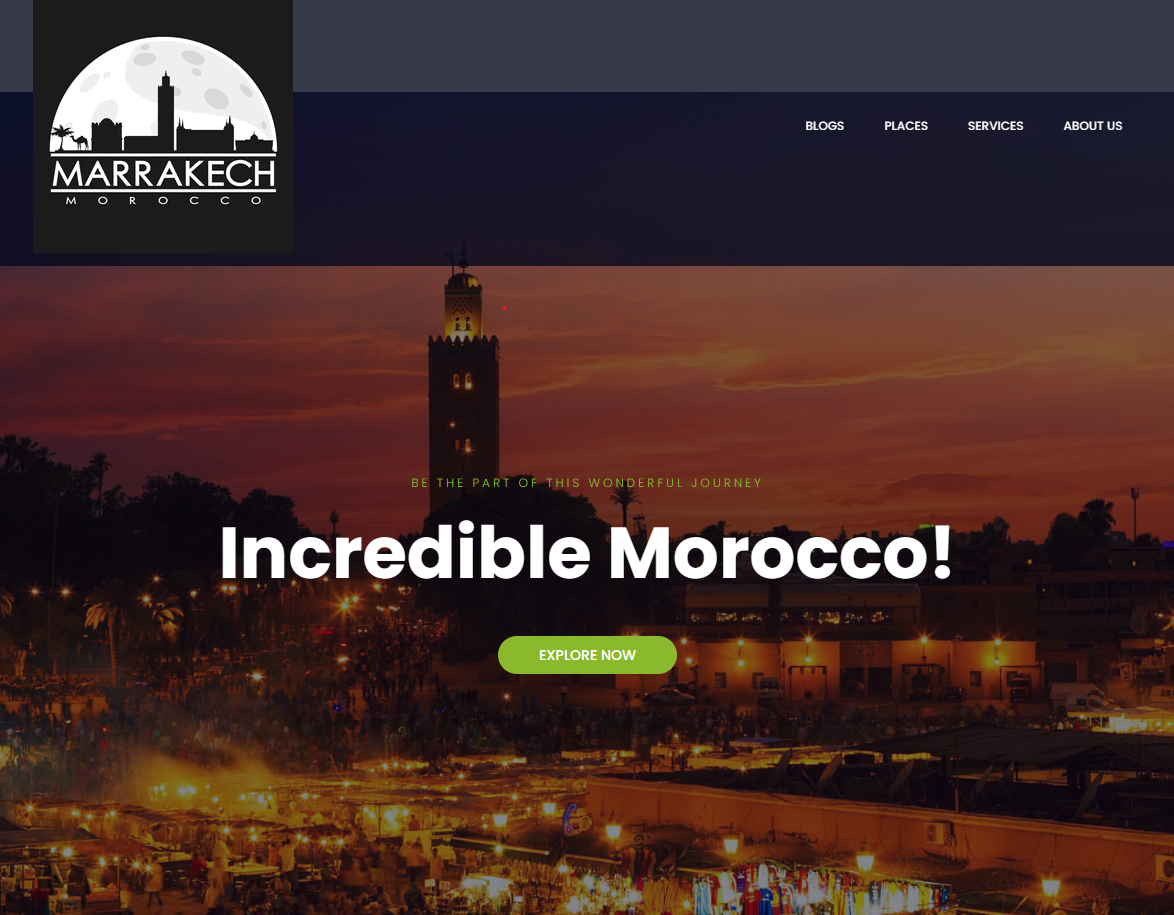 MARRAKECH
MOROCCO
BLOGS PLACES SERVICES ABOUT US
BE THE PART OF THIS WONDERFUL JOURNEY
Incredible Morocco!
EXPLORE NOW